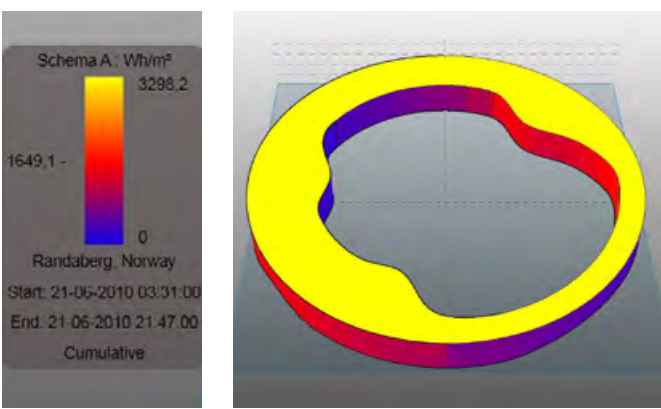 Schema A : Wh/m²
3298,2
1649,1 -
0
Randaberg, Norway
Start: 21-06-2010 03:31:00
End. 21-06-2010 21:47:00
Cumulative